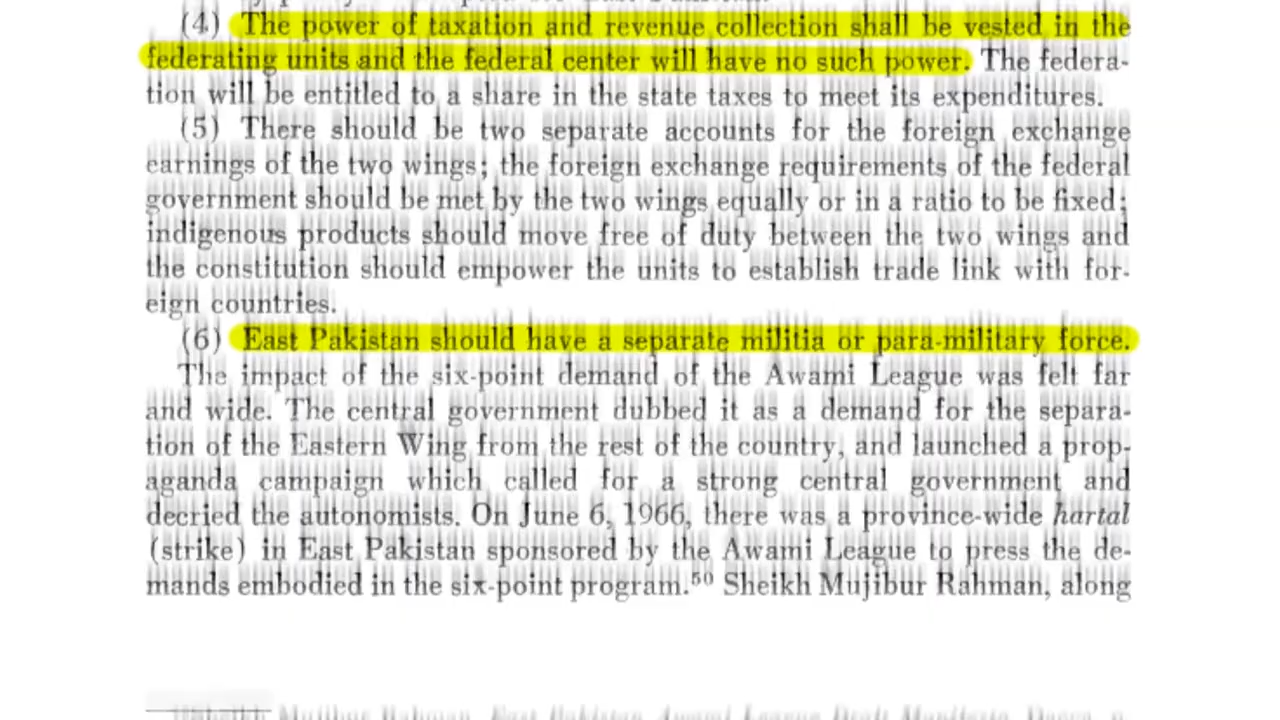 (4) The power of taxation and revenue collection shall be vested in the
federating units and the federal center will have no such power. The federa-
tion will be entitled to a share in the state taxes to meet its expenditures.
(5) There should be two separate accounts for the foreign exchange
earnings of the two wings; the foreign exchange requirements of the federal
government should be met by the two wings equally or in a ratio to be fixed;
indigenous products should move free of duty between the two wings and
the constitution should empower the units to establish trade link with for-
eign countries.
(6) East Pakistan should have a separate militia or para-military force.
The impact of the six-point demand of the Awami League was felt far
and wide. The central government dubbed it as a demand for the separa-
tion of the Eastern Wing from the rest of the country, and launched a prop-
aganda campaign which called for a strong central government and
decried the autonomists. On June 6, 1966, there was a province-wide hartal
(strike) in East Pakistan sponsored by the Awami League to press the de-
mands embodied in the six-point program.⁵⁰ Sheikh Mujibur Rahman, along